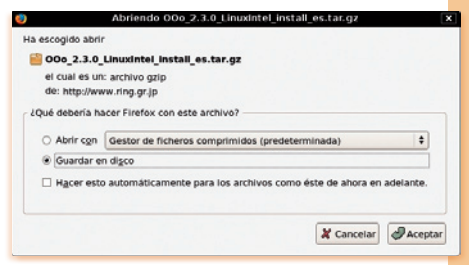 Abriendo OOo_2.3.0_LinuxIntel_install_es.tar.gz
Ha escogido abrir
OOo_2.3.0_LinuxIntel_install_es.tar.gz
el cual es un: archivo gzip
de: http://www.ring.gr.jp
¿Qué debería hacer Firefox con este archivo?
Abrir con Gestor de ficheros comprimidos (predeterminada)
Guardar en disco
Hacer esto automáticamente para los archivos como éste de ahora en adelante.
Cancelar Aceptar